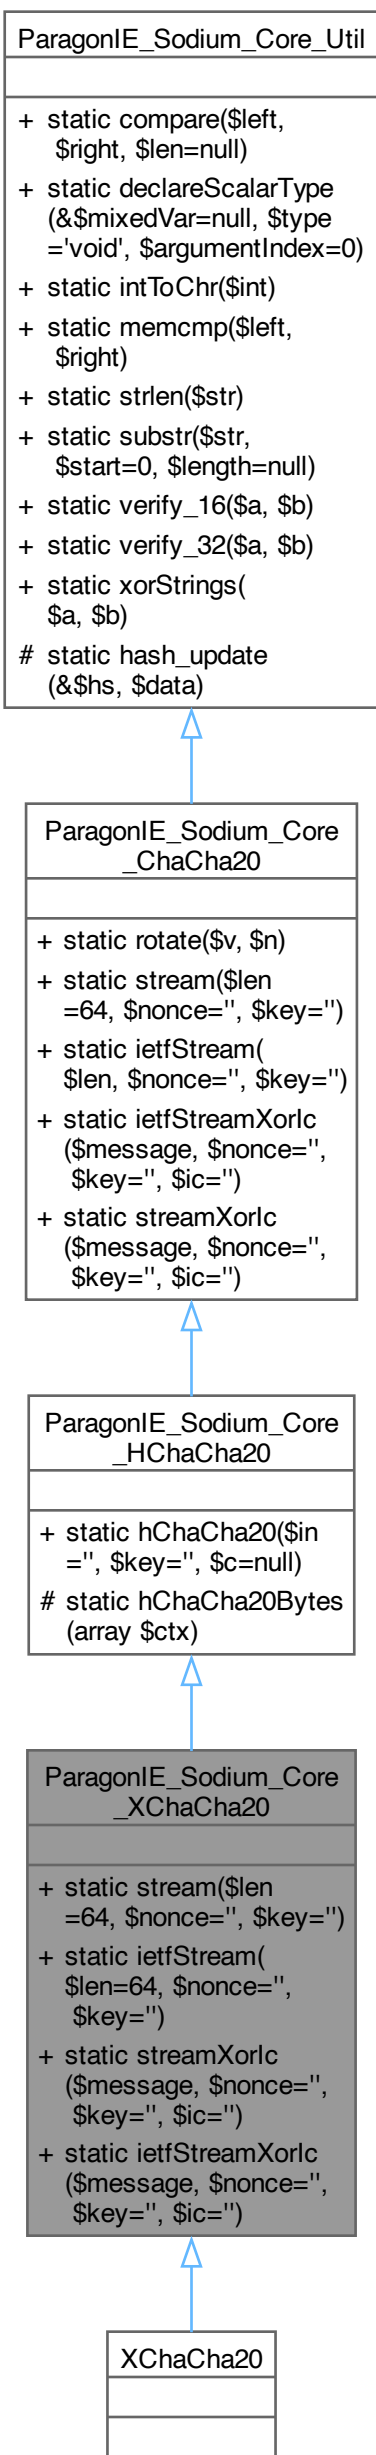 ParagonIE_Sodium_Core_Util
+ static compare($left,
$right, $len=null)
+ static declareScalarType
(&$mixedVar=null, $type
='void', $argumentIndex=0)
+ static intToChr($int)
+ static memcmp($left,
$right)
+ static strlen($str)
+ static substr($str,
$start=0, $length=null)
+ static verify_16($a, $b)
+ static verify_32($a, $b)
+ static xorStrings(
$a, $b)
# static hash_update
(&$hs, $data)
ParagonIE_Sodium_Core
_ChaCha20
+ static rotate($v, $n)
+ static stream($len
=64, $nonce='', $key='')
+ static ietfStream(
$len, $nonce='', $key='')
+ static ietfStreamXorIc
($message, $nonce='',
$key='', $ic='')
+ static streamXorIc
($message, $nonce='',
$key='', $ic='')
ParagonIE_Sodium_Core
_HChaCha20
+ static hChaCha20($in
='', $key='', $c=null)
# static hChaCha20Bytes
(array $ctx)
ParagonIE_Sodium_Core
_XChaCha20
+ static stream($len
=64, $nonce='', $key='')
+ static ietfStream(
$len=64, $nonce='',
$key='')
+ static streamXorIc
($message, $nonce='',
$key='', $ic='')
+ static ietfStreamXorIc
($message, $nonce='',
$key='', $ic='')
XChaCha20